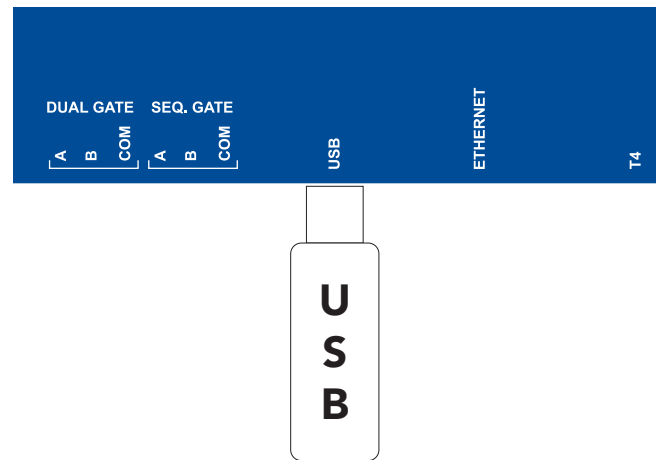 DUAL GATE SEQ. GATE
A B COM A B COM
USB
ETHERNET
T4
U
S
B